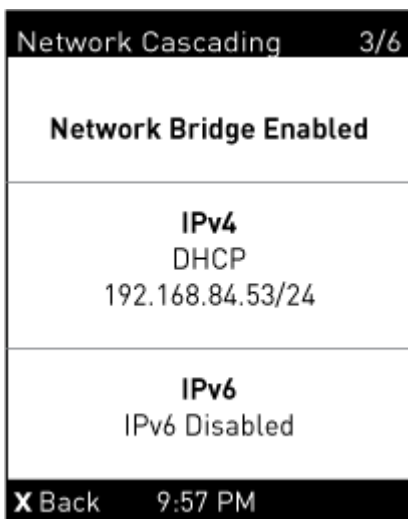 Network Cascading 3/6
Network Bridge Enabled
IPv4
DHCP
192.168.84.53/24
IPv6
IPv6 Disabled
X Back 9:57 PM